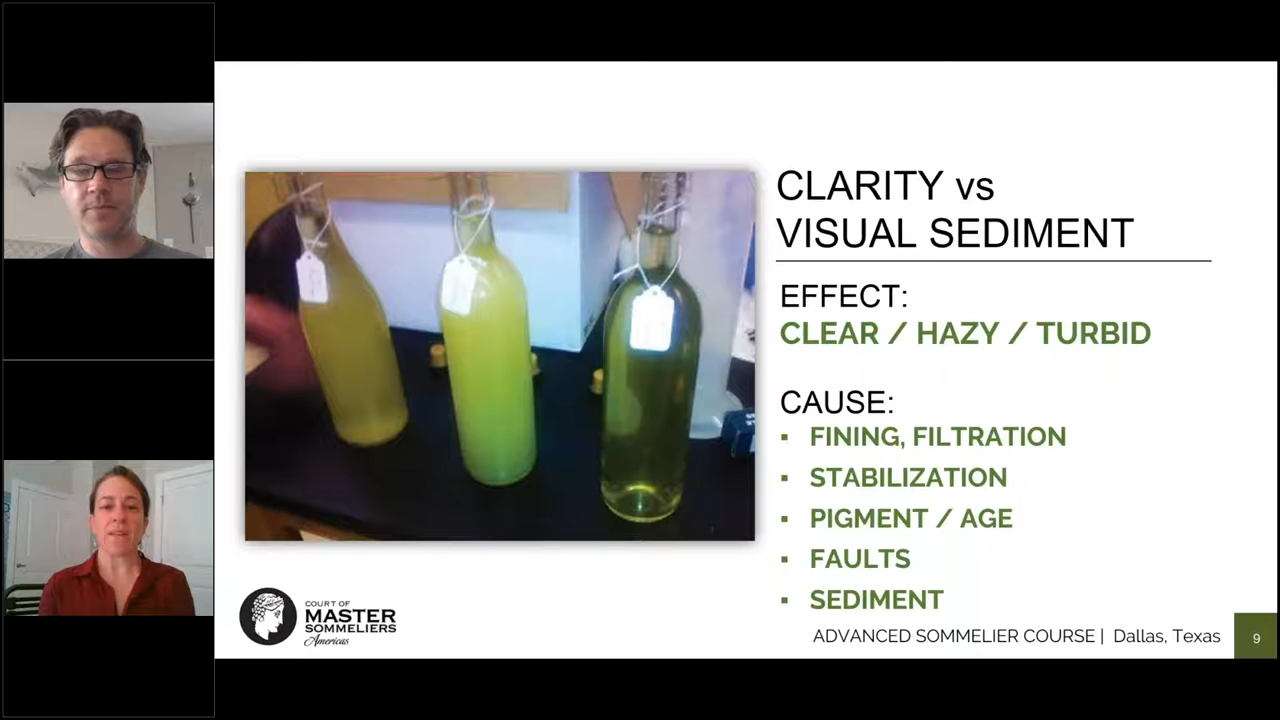 CLARITY vs
VISUAL SEDIMENT
EFFECT:
CLEAR / HAZY / TURBID
CAUSE:
▪ FINING, FILTRATION
▪ STABILIZATION
▪ PIGMENT / AGE
▪ FAULTS
▪ SEDIMENT
COURT OF
MASTER
SOMMELIERS
Americas
ADVANCED SOMMELIER COURSE | Dallas, Texas
9